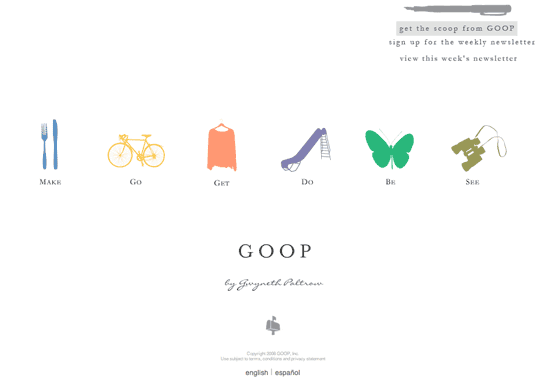 get the scoop from GOOP
sign up for the weekly newsletter
view this week's newsletter
MAKE
GO
GET
DO
BE
SEE
GOOP
by Gwyneth Paltrow
Copyright 2009 GOOP, Inc.
Use subject to terms, conditions and privacy statement
english | español